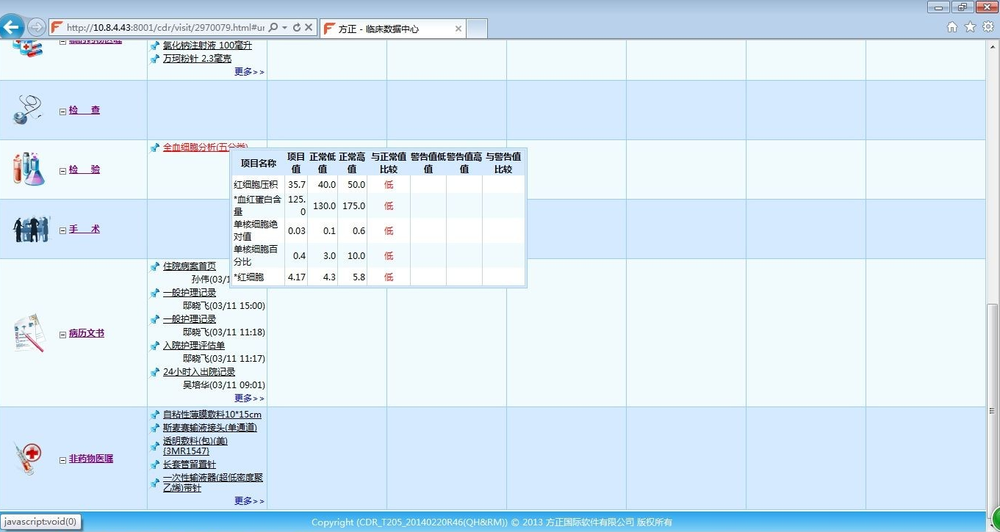 http://10.8.4.43:8001/cdr/visit/2970079.html#ur
方正 - 临床数据中心
临时药物医嘱
氯化钠注射液 100毫升
万珂粉针 2.3毫克
更多>>
检 查
检 验
全血细胞分析(五分类)
项目名称 项目值 正常低值 正常高值 与正常值比较 警告值低值 警告值高值 与警告值比较
红细胞压积 35.7 40.0 50.0 低
*血红蛋白含量 125.0 130.0 175.0 低
单核细胞绝对值 0.03 0.1 0.6 低
单核细胞百分比 0.4 3.0 10.0 低
*红细胞 4.17 4.3 5.8 低
手 术
病历文书
住院病案首页
孙伟(03/1
一般护理记录
邸晓飞(03/11 15:00)
一般护理记录
邸晓飞(03/11 11:18)
入院护理评估单
邸晓飞(03/11 11:17)
24小时入出院记录
吴培华(03/11 09:01)
更多>>
非药物医嘱
自粘性薄膜敷料10*15cm
斯麦赛输液接头(单通道)
透明敷料(包)(美)
{3MR1547}
长套管留置针
一次性输液器(超低密度聚
乙烯)带针
更多>>
javascript:void(0)
Copyright (CDR_T205_20140220R46(QH&RM)) © 2013 方正国际软件有限公司 版权所有